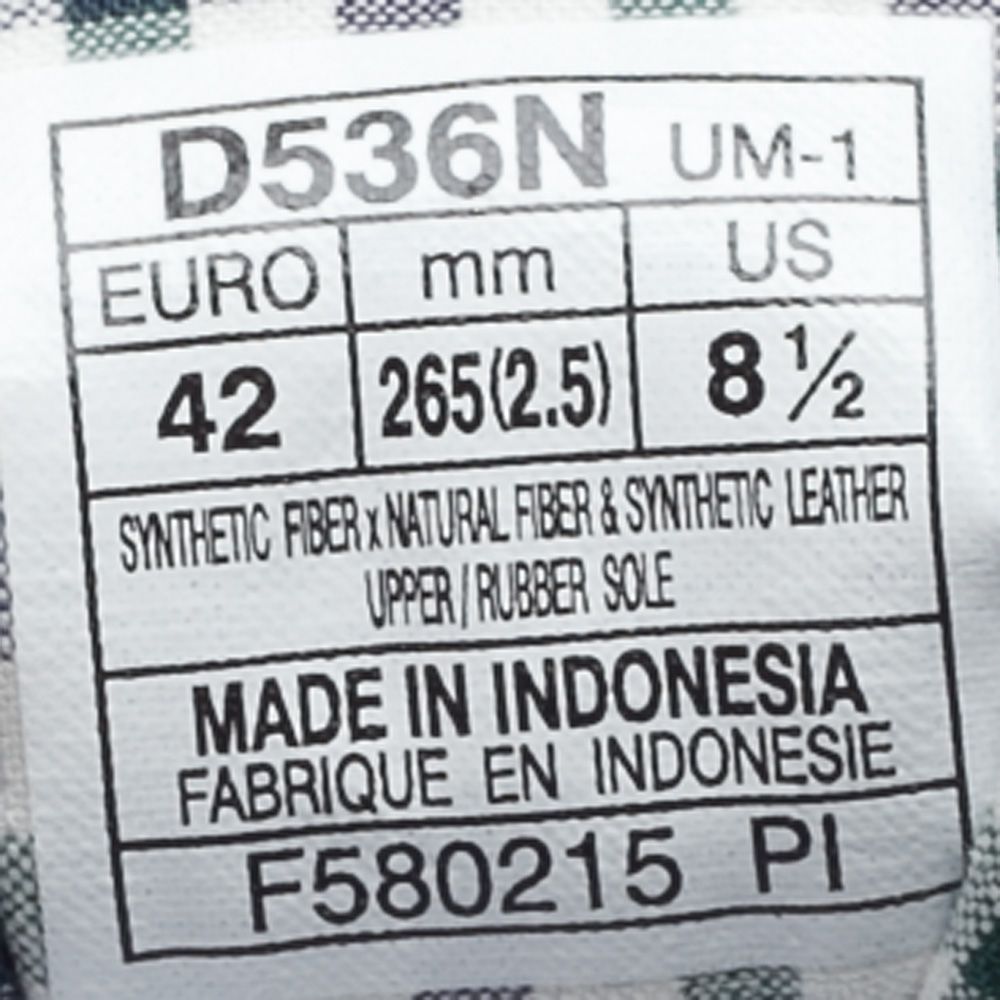 D536N UM-1
EURO mm US
42 265(2.5) 8 ½
SYNTHETIC FIBER x NATURAL FIBER & SYNTHETIC LEATHER
UPPER / RUBBER SOLE
MADE IN INDONESIA
FABRIQUE EN INDONESIE
F580215 PI